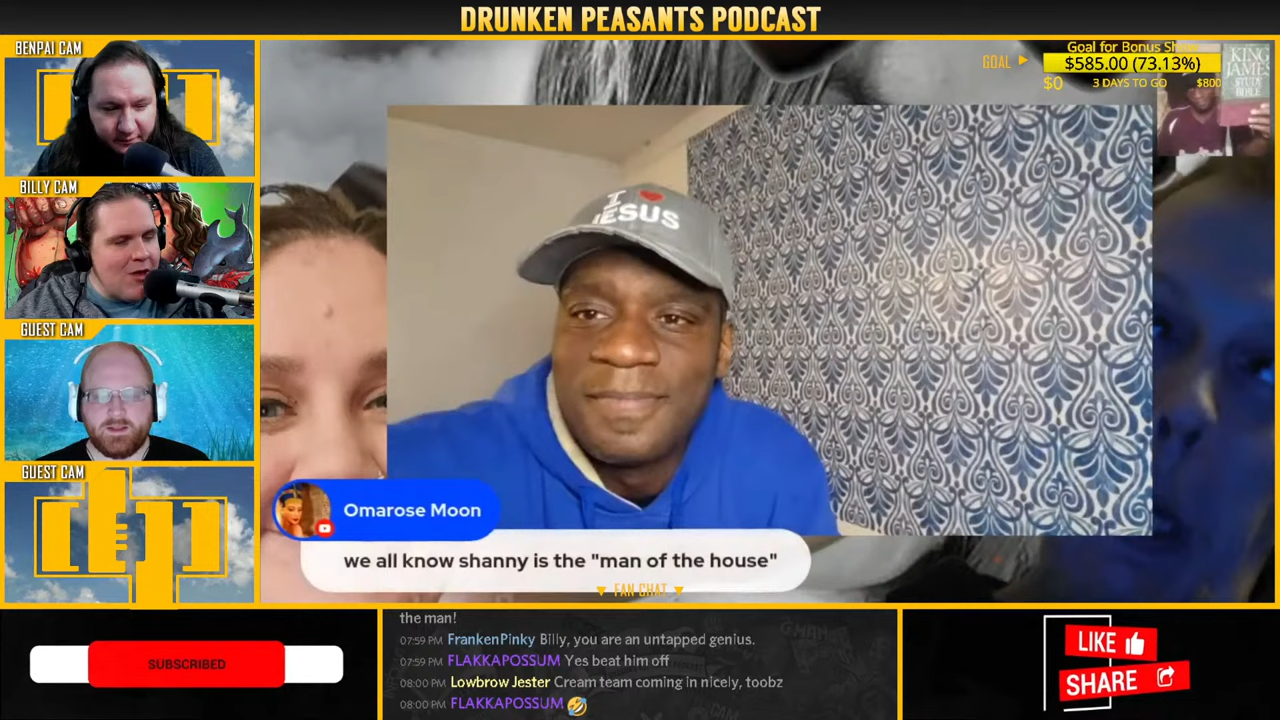 DRUNKEN PEASANTS PODCAST
BENPAI CAM
BILLY CAM
GUEST CAM
GUEST CAM
GOAL
Goal for Bonus Show
$585.00 (73.13%)
$0
3 DAYS TO GO
$800
KING
JAMES
STUDY
BIBLE
I ❤
JESUS
Omarose Moon
we all know shanny is the "man of the house"
▼ FAN CHAT ▼
the man!
07:59 PM FrankenPinky Billy, you are an untapped genius.
07:59 PM FLAKKAPOSSUM Yes beat him off
08:00 PM Lowbrow Jester Cream team coming in nicely, toobz
08:00 PM FLAKKAPOSSUM 🤣
SUBSCRIBED
LIKE
SHARE